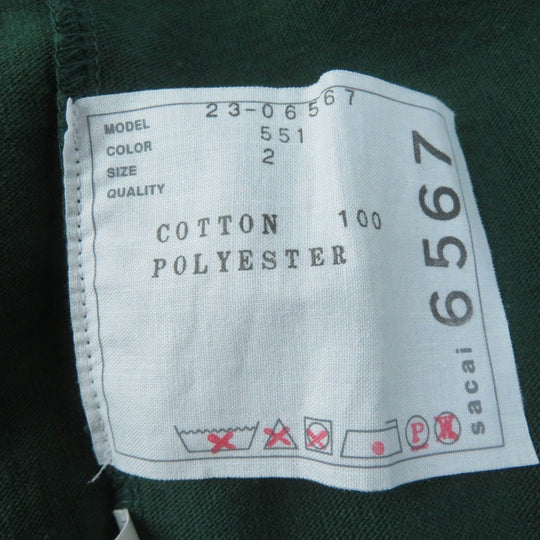 MODEL 23-06567
COLOR 551
SIZE 2
QUALITY
COTTON 100
POLYESTER
sacai 6567
P